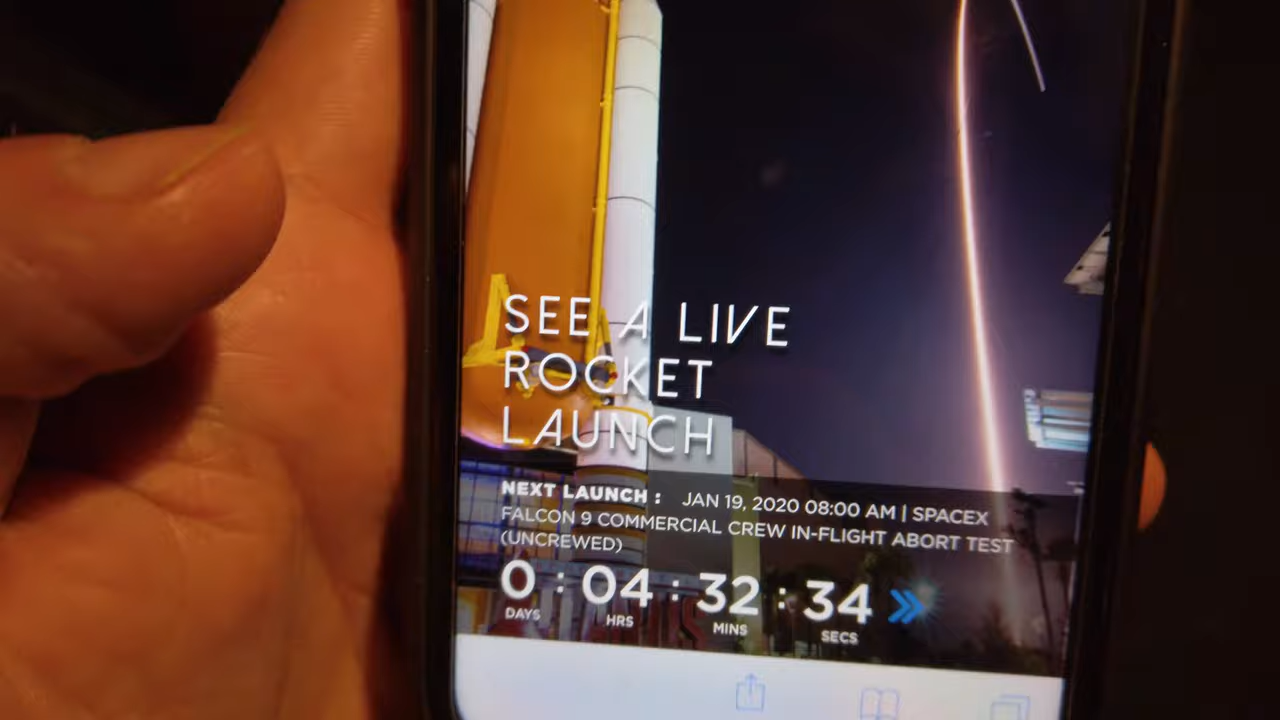 SEE A LIVE
ROCKET
LAUNCH
NEXT LAUNCH : JAN 19, 2020 08:00 AM | SPACEX
FALCON 9 COMMERCIAL CREW IN-FLIGHT ABORT TEST
(UNCREWED)
0 : 04 : 32 : 34
DAYS HRS MINS SECS